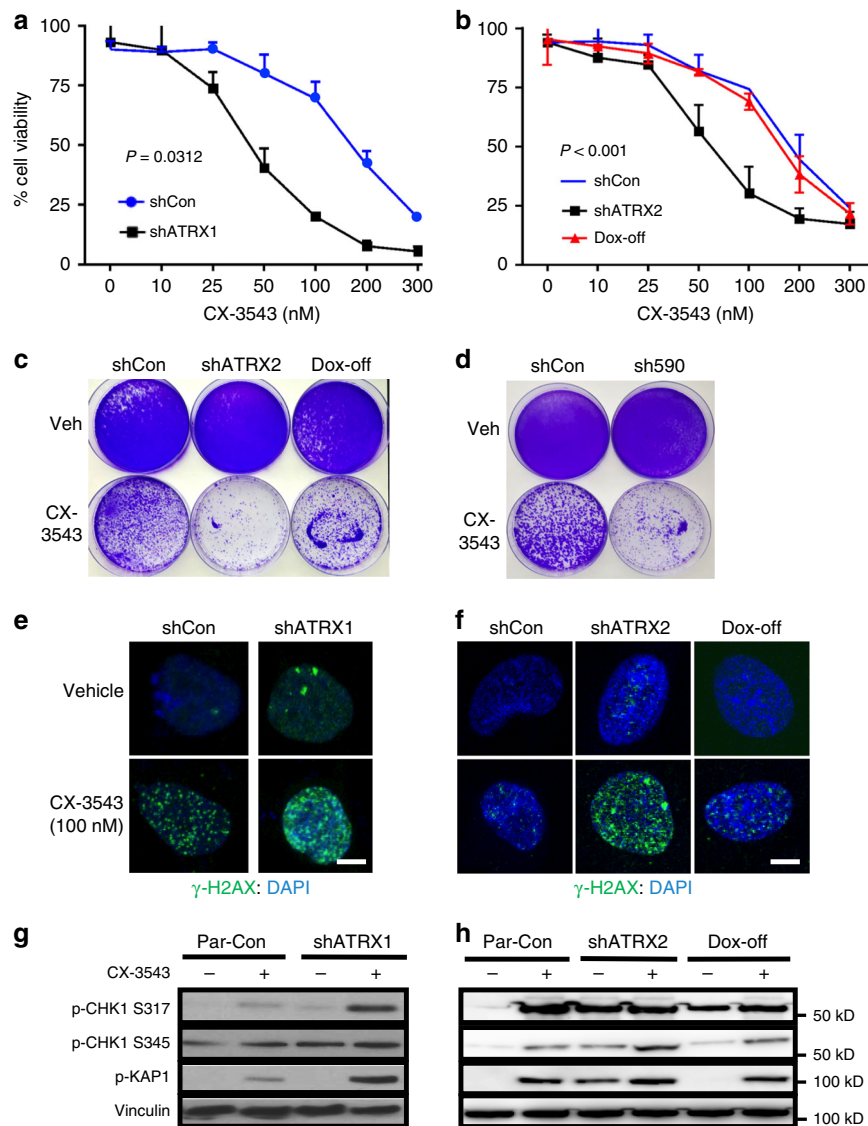 a
% cell viability
100
75
50
25
0
P = 0.0312
shCon
shATRX1
0 10 25 50 100 200 300
CX-3543 (nM)
b
100
75
50
25
0
P < 0.001
shCon
shATRX2
Dox-off
0 10 25 50 100 200 300
CX-3543 (nM)
c
shCon shATRX2 Dox-off
Veh
CX-
3543
d
shCon sh590
Veh
CX-
3543
e
shCon shATRX1
Vehicle
CX-3543
(100 nM)
γ-H2AX: DAPI
f
shCon shATRX2 Dox-off
γ-H2AX: DAPI
g
Par-Con shATRX1
CX-3543 – + – +
p-CHK1 S317
p-CHK1 S345
p-KAP1
Vinculin
h
Par-Con shATRX2 Dox-off
– + – + – +
50 kD
50 kD
100 kD
100 kD